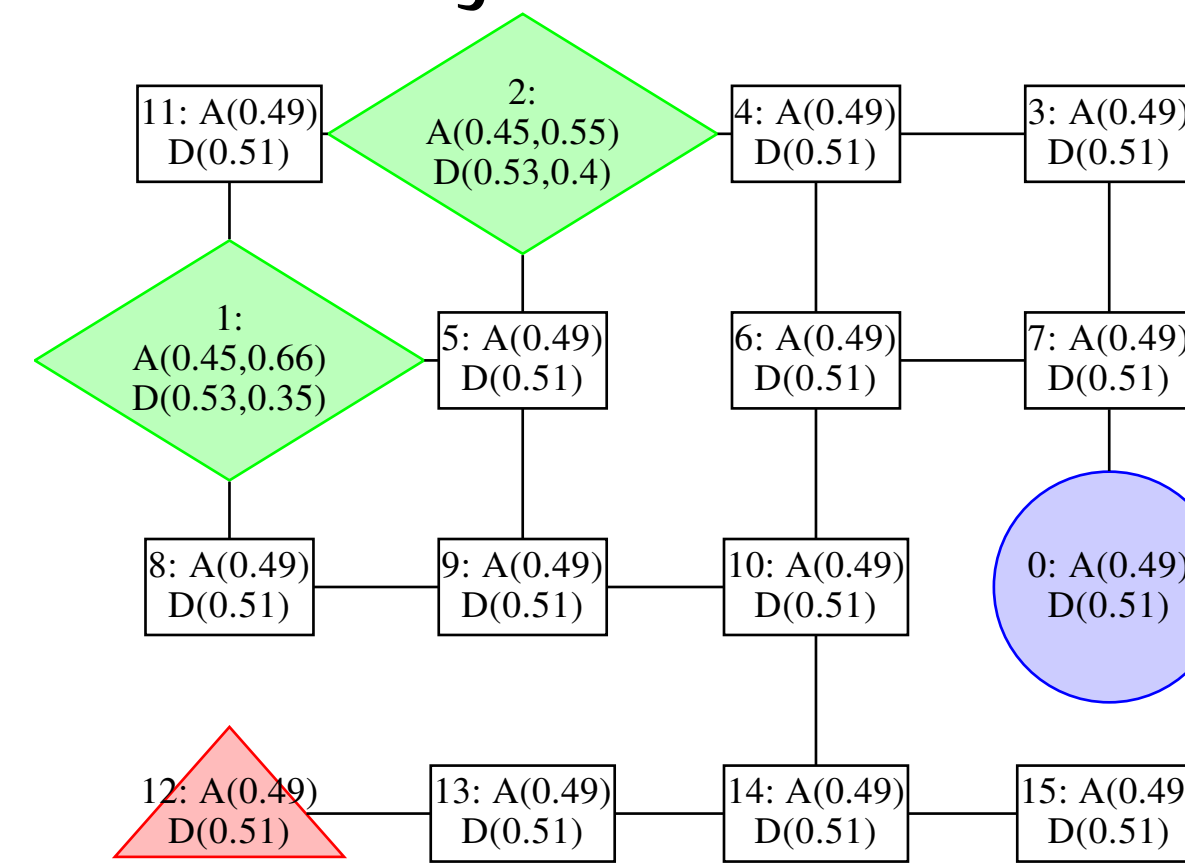 11: A(0.49)
D(0.51)
2:
A(0.45,0.55)
D(0.53,0.4)
4: A(0.49)
D(0.51)
3: A(0.49)
D(0.51)
1:
A(0.45,0.66)
D(0.53,0.35)
5: A(0.49)
D(0.51)
6: A(0.49)
D(0.51)
7: A(0.49)
D(0.51)
8: A(0.49)
D(0.51)
9: A(0.49)
D(0.51)
10: A(0.49)
D(0.51)
0: A(0.49)
D(0.51)
12: A(0.49)
D(0.51)
13: A(0.49)
D(0.51)
14: A(0.49)
D(0.51)
15: A(0.49
D(0.51)